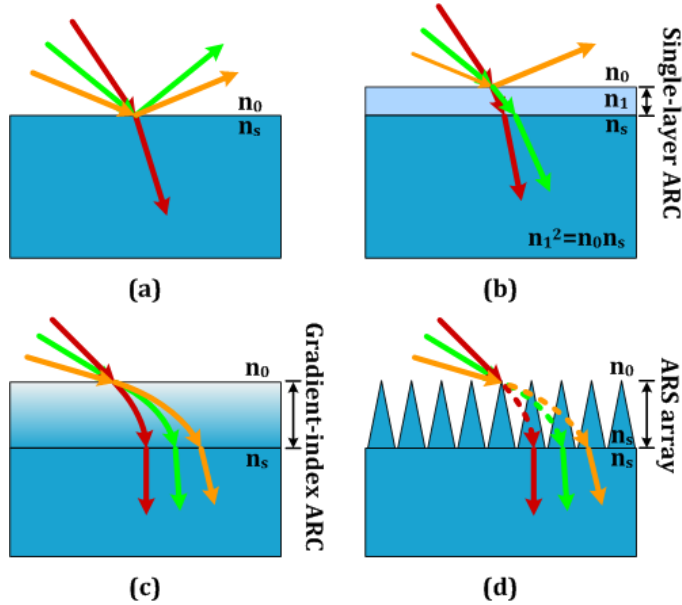 n₀
nₛ
(a)
n₀
n₁
nₛ
n₁²=n₀nₛ
Single-layer ARC
(b)
n₀
nₛ
Gradient-index ARC
(c)
n₀
nₛ
nₛ
ARS array
(d)